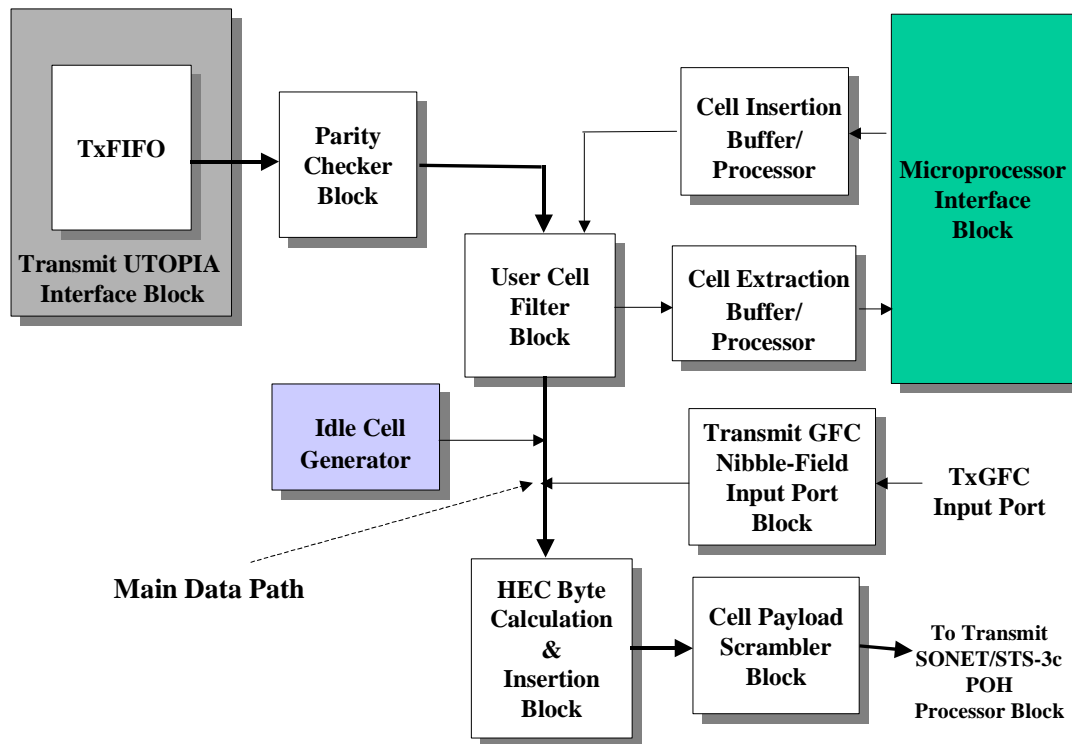 TxFIFO
Transmit UTOPIA
Interface Block
Parity
Checker
Block
Cell Insertion
Buffer/
Processor
Microprocessor
Interface
Block
User Cell
Filter
Block
Cell Extraction
Buffer/
Processor
Idle Cell
Generator
Transmit GFC
Nibble-Field
Input Port
Block
TxGFC
Input Port
Main Data Path
HEC Byte
Calculation
&
Insertion
Block
Cell Payload
Scrambler
Block
To Transmit
SONET/STS-3c
POH
Processor Block